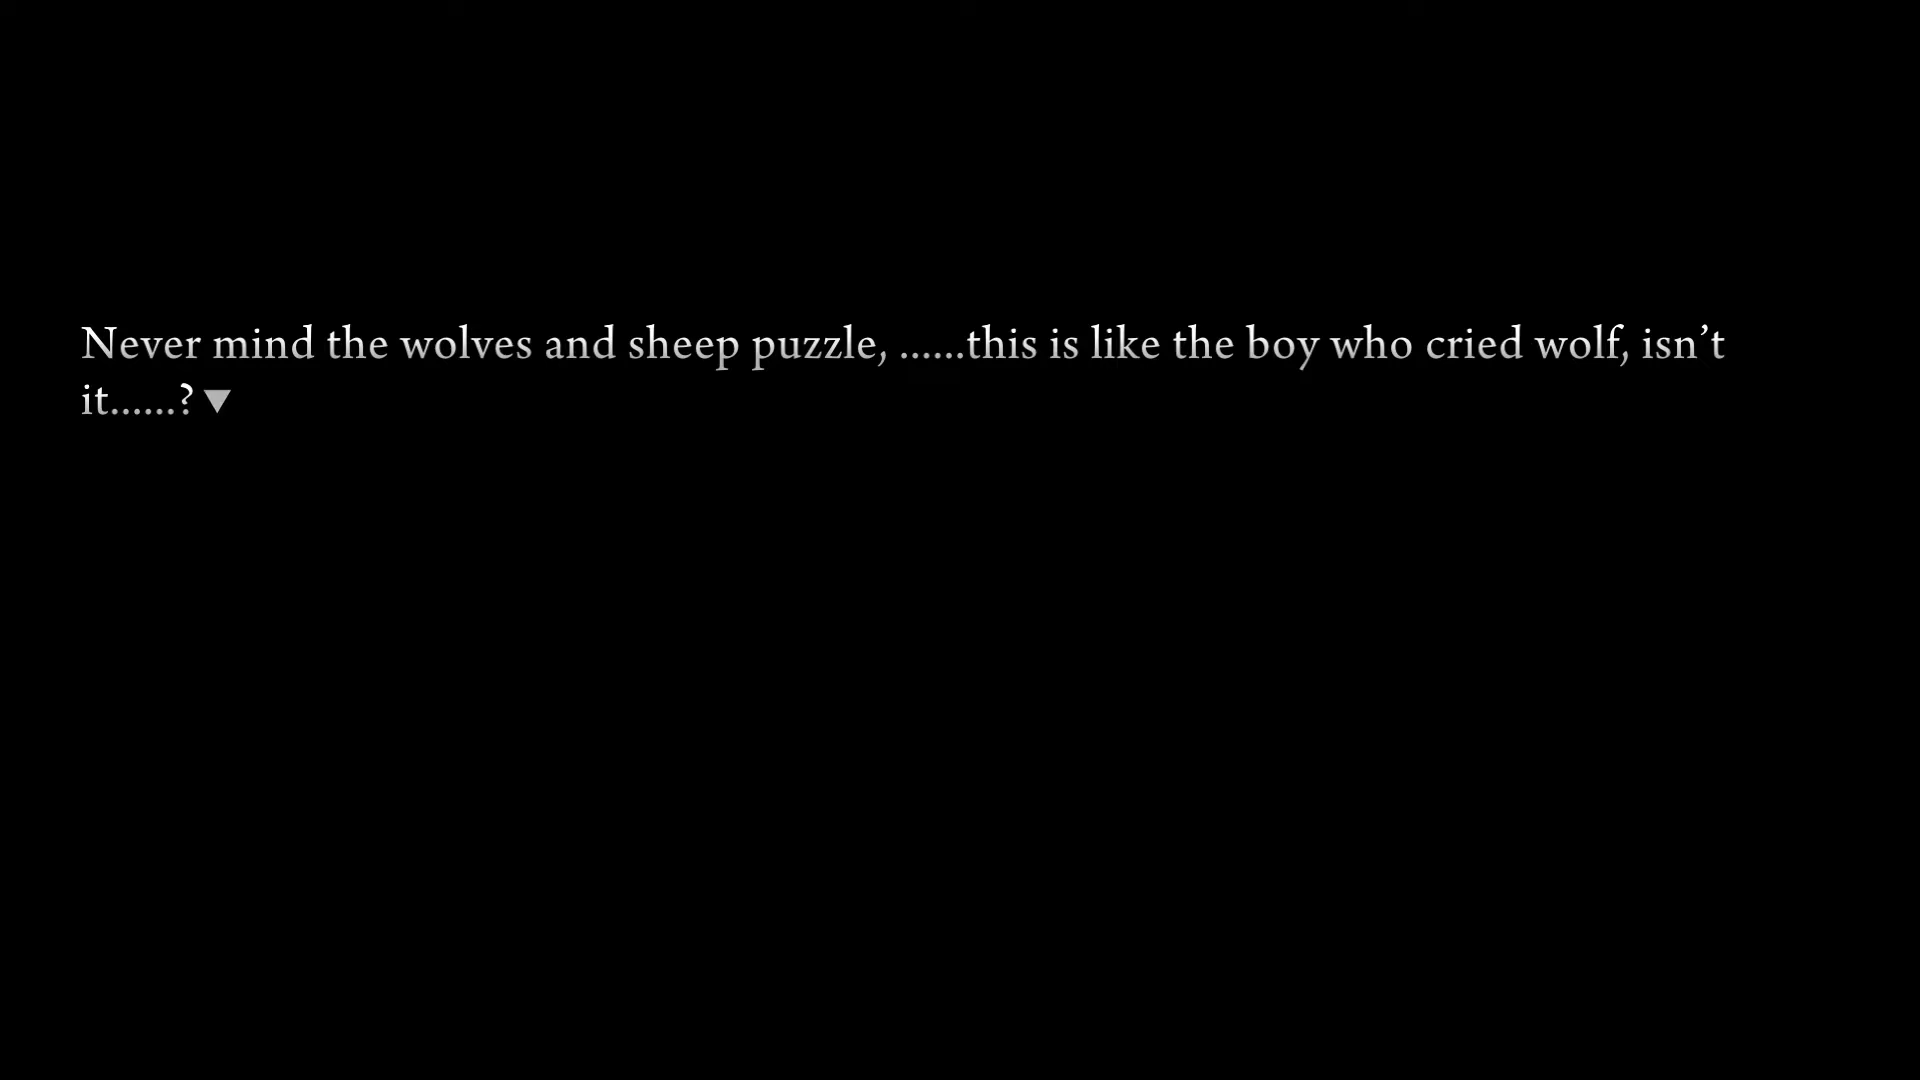 Never mind the wolves and sheep puzzle, ......this is like the boy who cried wolf, isn’t
it......?